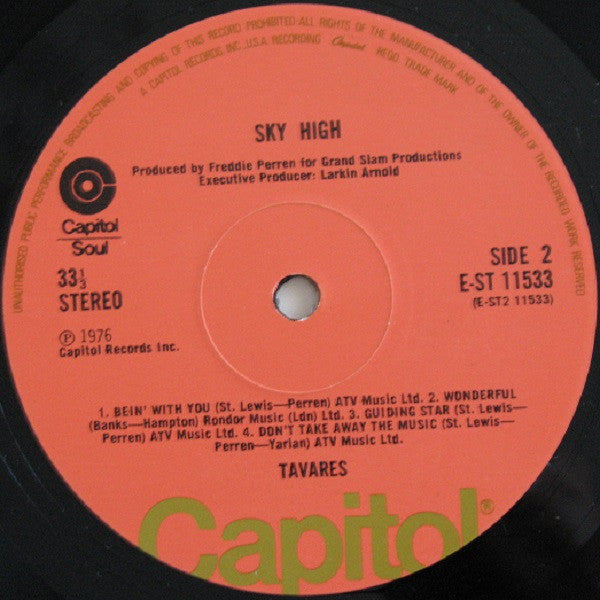 UNAUTHORISED PUBLIC PERFORMANCE BROADCASTING AND COPYING OF THIS RECORD PROHIBITED-ALL RIGHTS OF THE MANUFACTURER AND OF THE OWNER OF THE RECORDED WORK RESERVED
A CAPITOL RECORDS INC. U.S.A. RECORDING Capitol REGD TRADE MARK
SKY HIGH
Produced by Freddie Perren for Grand Slam Productions
Executive Producer: Larkin Arnold
Capitol
Soul
33⅓
STEREO
SIDE 2
E-ST 11533
(E-ST2 11533)
℗ 1976
Capitol Records Inc.
1. BEIN' WITH YOU (St. Lewis—Perren) ATV Music Ltd. 2. WONDERFUL
(Banks—Hampton) Rondor Music (Ldn) Ltd. 3. GUIDING STAR (St. Lewis—
Perren) ATV Music Ltd. 4. DON'T TAKE AWAY THE MUSIC (St. Lewis—
Perren—Yarian) ATV Music Ltd.
TAVARES
Capitol®